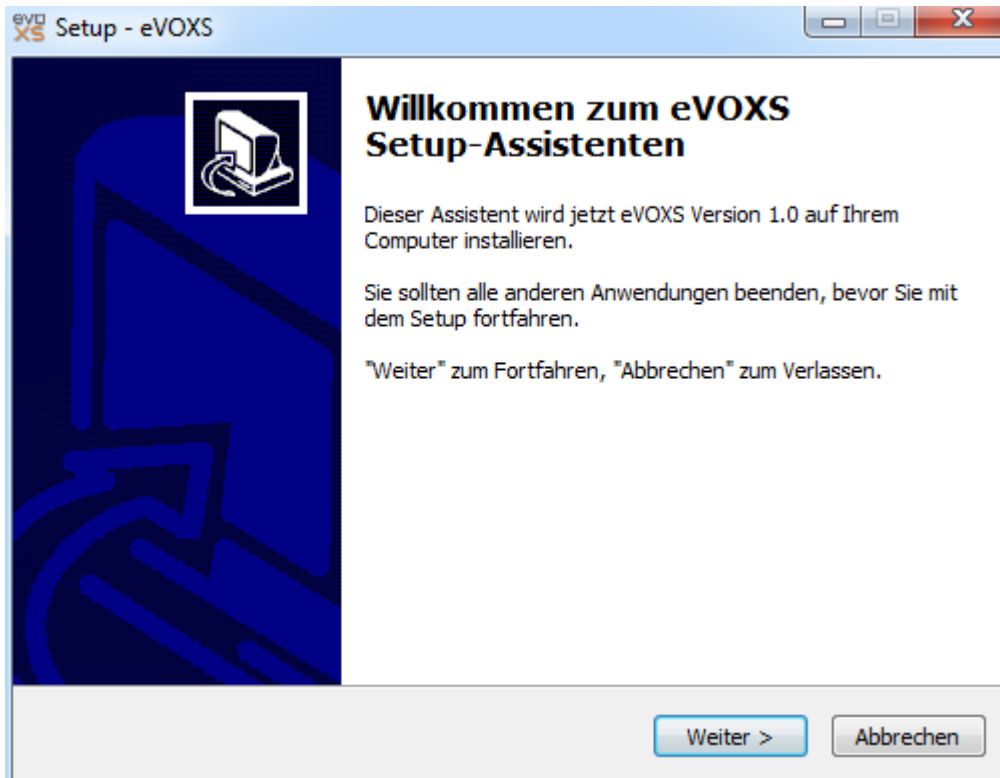 evo
xs Setup - eVOXS
Willkommen zum eVOXS
Setup-Assistenten
Dieser Assistent wird jetzt eVOXS Version 1.0 auf Ihrem
Computer installieren.
Sie sollten alle anderen Anwendungen beenden, bevor Sie mit
dem Setup fortfahren.
"Weiter" zum Fortfahren, "Abbrechen" zum Verlassen.
Weiter > Abbrechen